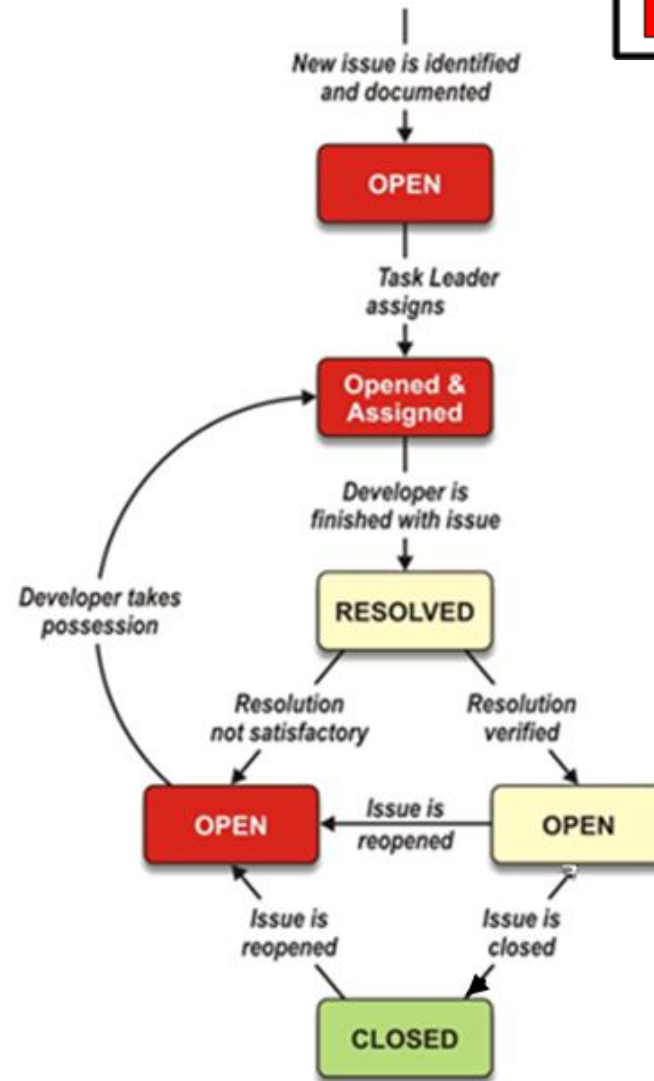 New issue is identified
and documented
OPEN
Task Leader
assigns
Opened &
Assigned
Developer is
finished with issue
Developer takes
possession
RESOLVED
Resolution
not satisfactory
Resolution
verified
OPEN
Issue is
reopened
OPEN
Issue is
reopened
Issue is
closed
CLOSED